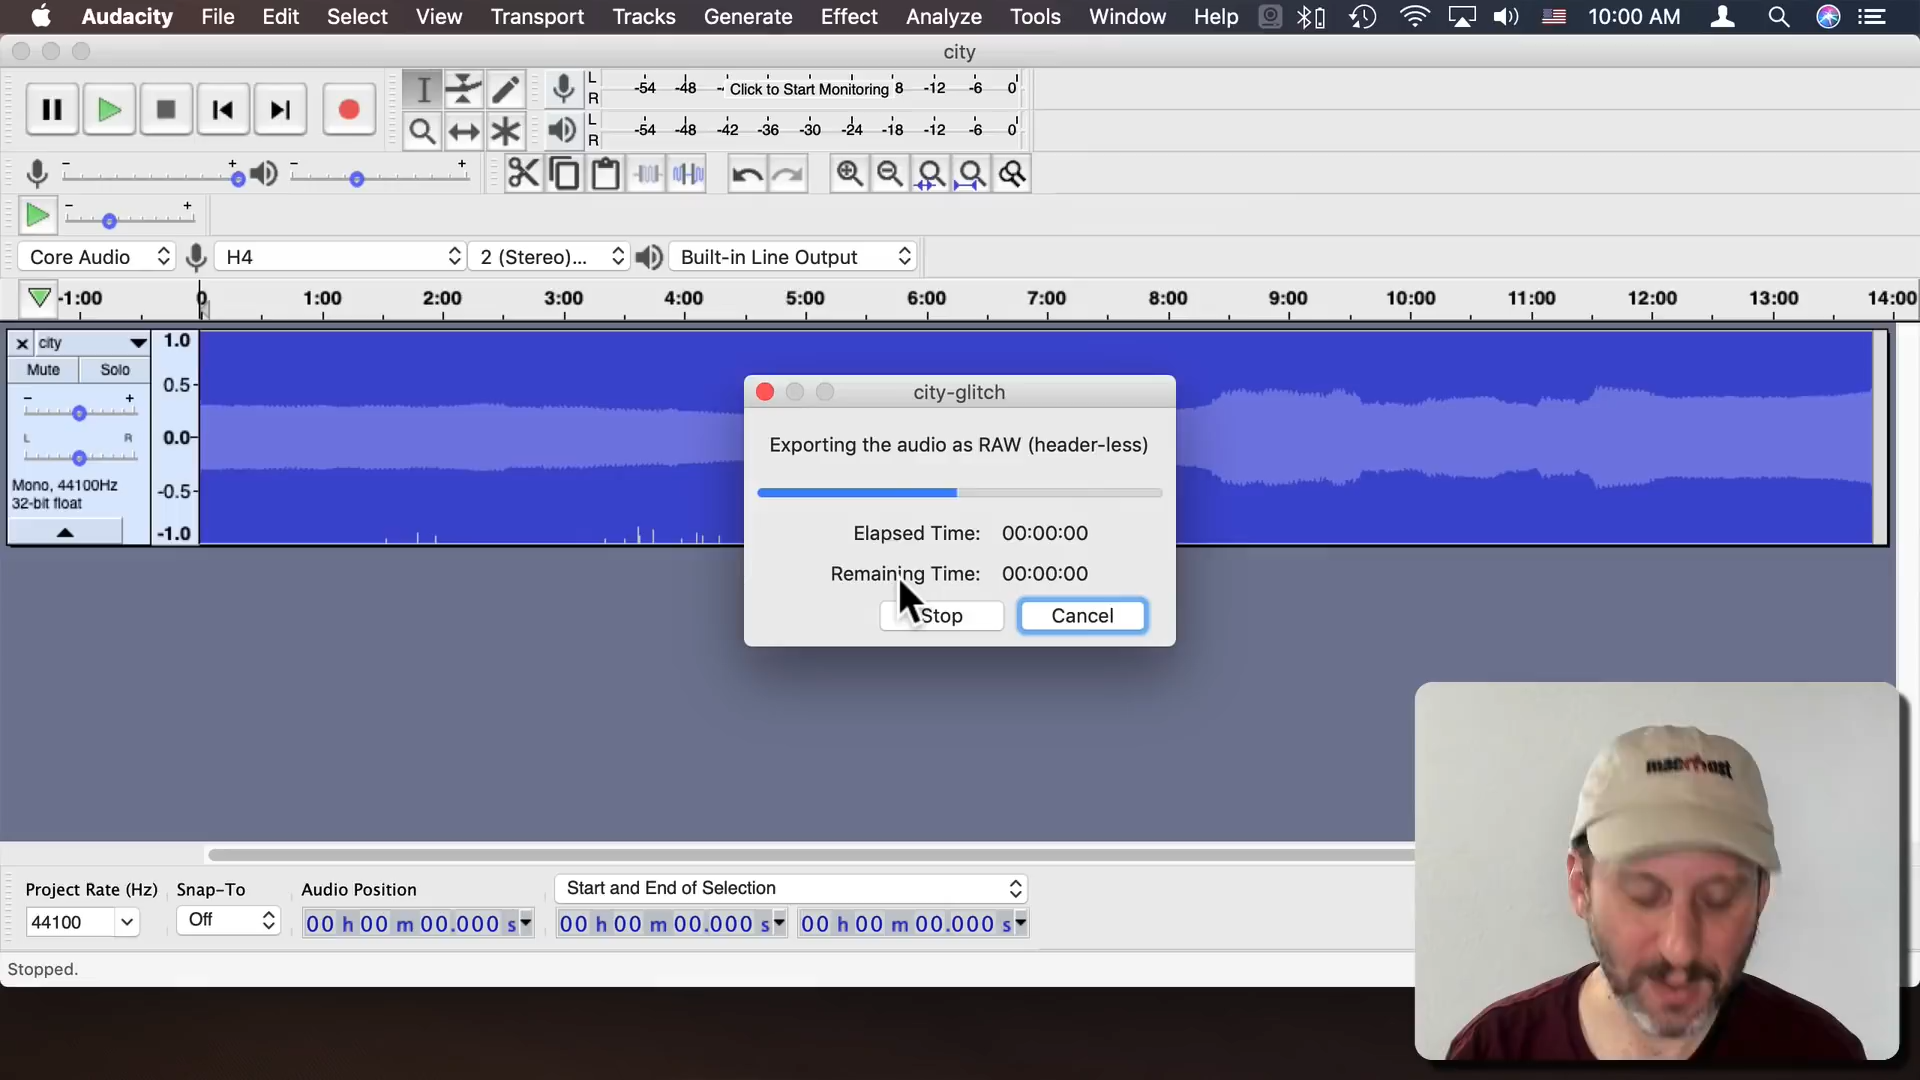 Audacity File Edit Select View Transport Tracks Generate Effect Analyze Tools Window Help 10:00 AM
city
L
R
-54 -48 - Click to Start Monitoring 8 -12 -6 0
L
R
-54 -48 -42 -36 -30 -24 -18 -12 -6 0
- +
- +
- +
Core Audio
H4
2 (Stereo)...
Built-in Line Output
-1:00 0 1:00 2:00 3:00 4:00 5:00 6:00 7:00 8:00 9:00 10:00 11:00 12:00 13:00 14:00
city
Mute Solo
- +
L R
Mono, 44100Hz
32-bit float
1.0
0.5-
0.0-
-0.5-
-1.0
city-glitch
Exporting the audio as RAW (header-less)
Elapsed Time: 00:00:00
Remaining Time: 00:00:00
Stop
Cancel
Project Rate (Hz) Snap-To Audio Position Start and End of Selection
44100 Off 00 h 00 m 00.000 s 00 h 00 m 00.000 s 00 h 00 m 00.000 s
Stopped.